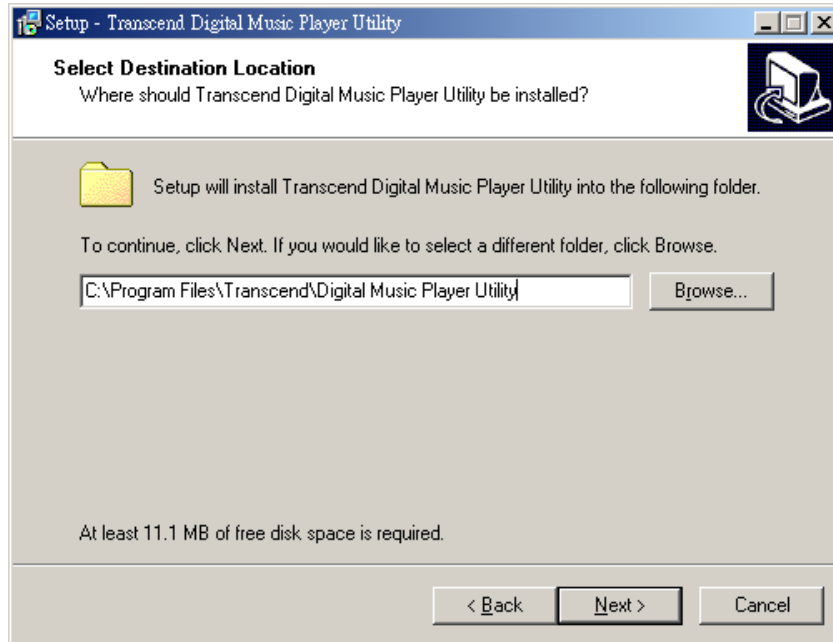 Setup - Transcend Digital Music Player Utility
Select Destination Location
Where should Transcend Digital Music Player Utility be installed?
Setup will install Transcend Digital Music Player Utility into the following folder.
To continue, click Next. If you would like to select a different folder, click Browse.
C:\Program Files\Transcend\Digital Music Player Utility
Browse...
At least 11.1 MB of free disk space is required.
< Back
Next >
Cancel